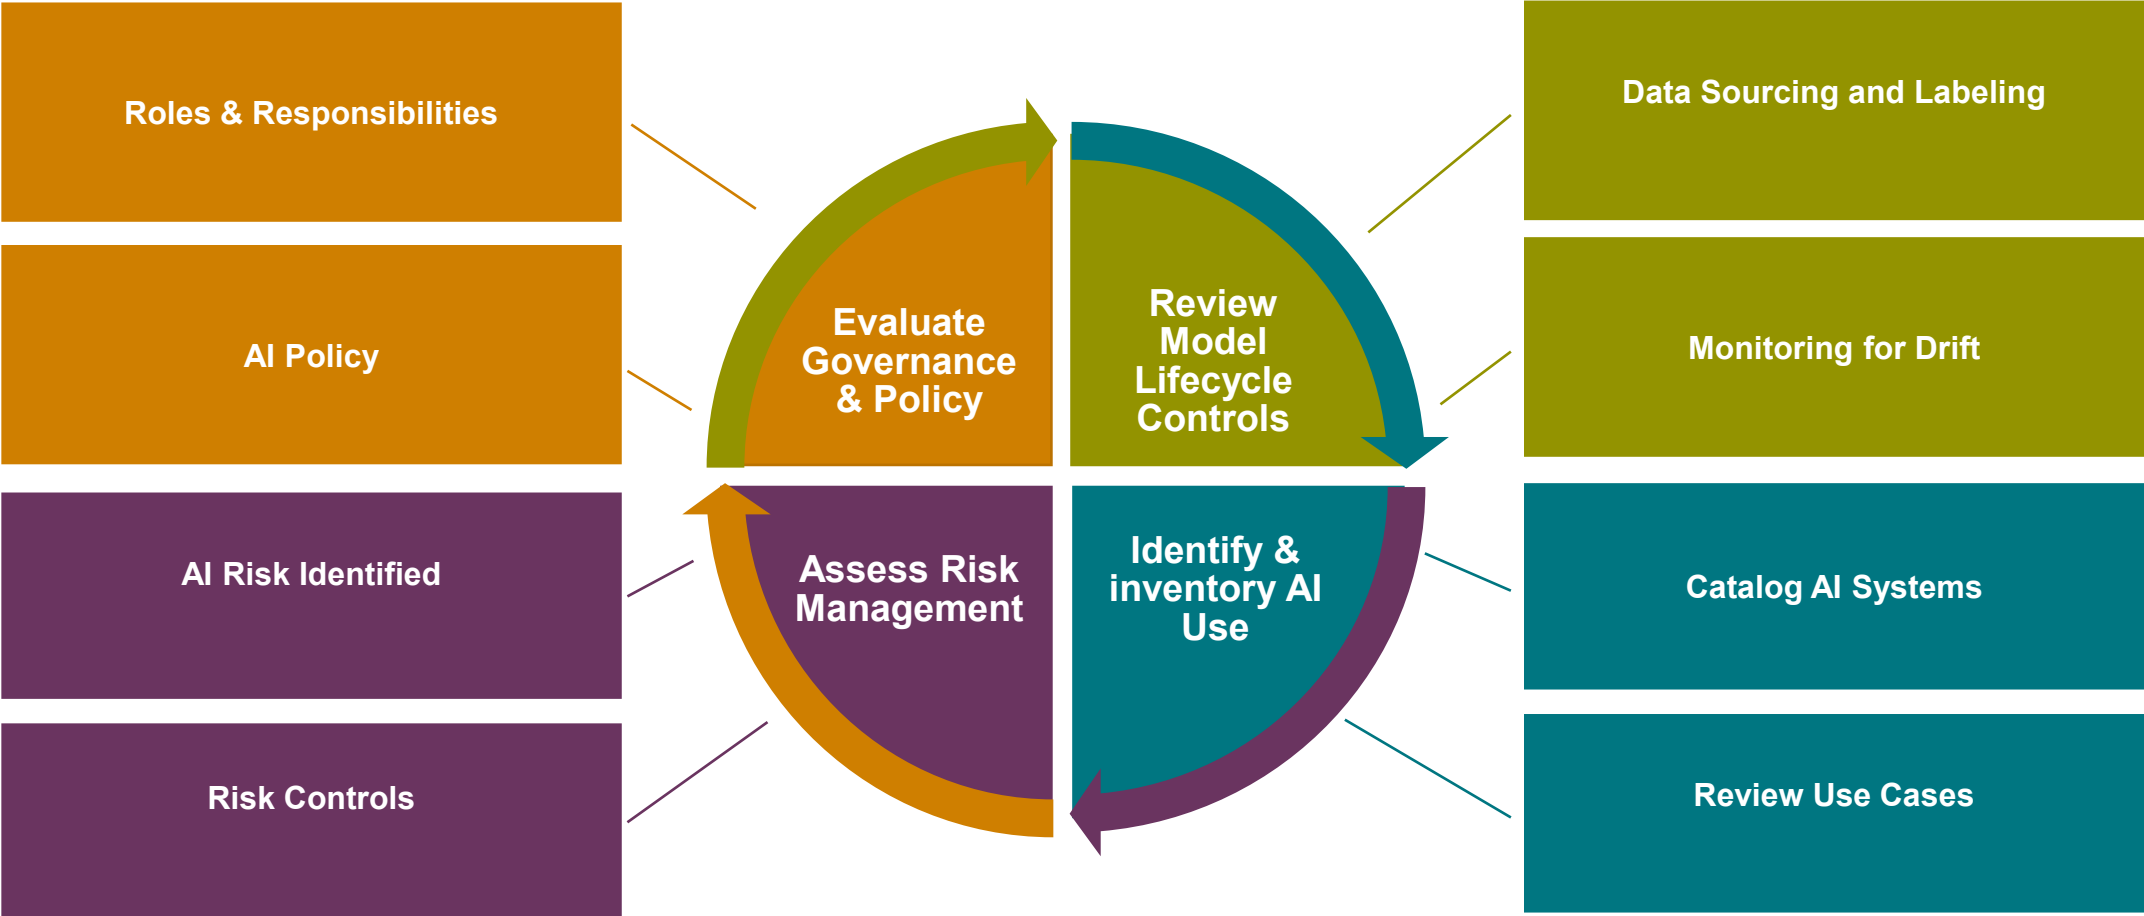 Roles & Responsibilities
AI Policy
AI Risk Identified
Risk Controls
Evaluate
Governance
& Policy
Review
Model
Lifecycle
Controls
Assess Risk
Management
Identify &
inventory AI
Use
Data Sourcing and Labeling
Monitoring for Drift
Catalog AI Systems
Review Use Cases